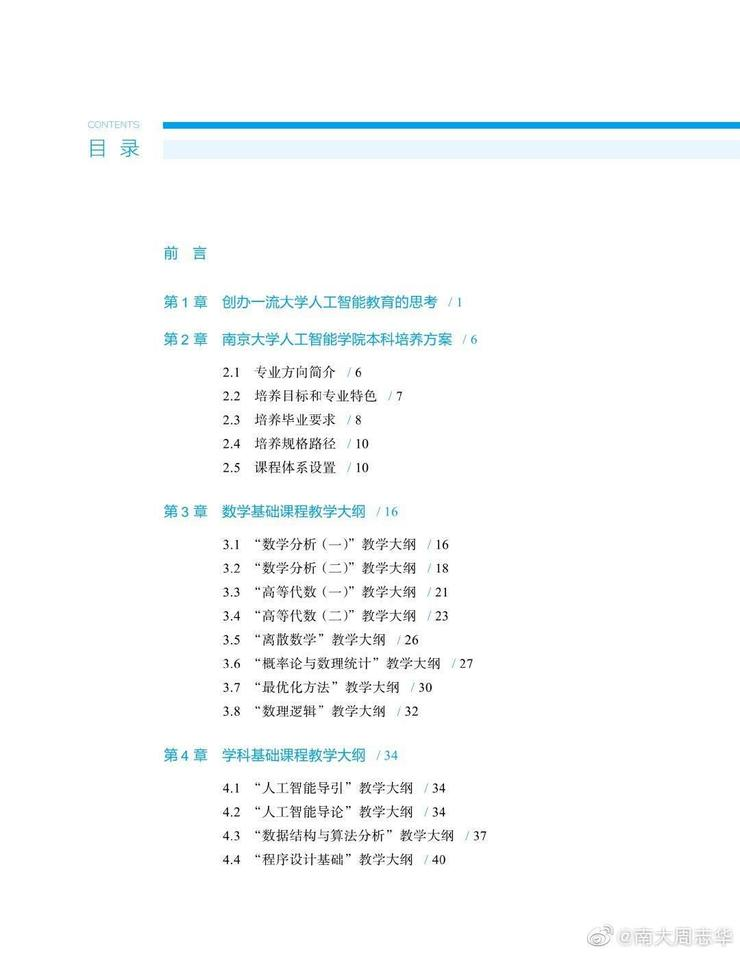 CONTENTS
目 录
前 言
第 1 章 创办一流大学人工智能教育的思考 / 1
第 2 章 南京大学人工智能学院本科培养方案 / 6
2.1 专业方向简介 / 6
2.2 培养目标和专业特色 / 7
2.3 培养毕业要求 / 8
2.4 培养规格路径 / 10
2.5 课程体系设置 / 10
第 3 章 数学基础课程教学大纲 / 16
3.1 “数学分析（一）”教学大纲 / 16
3.2 “数学分析（二）”教学大纲 / 18
3.3 “高等代数（一）”教学大纲 / 21
3.4 “高等代数（二）”教学大纲 / 23
3.5 “离散数学”教学大纲 / 26
3.6 “概率论与数理统计”教学大纲 / 27
3.7 “最优化方法”教学大纲 / 30
3.8 “数理逻辑”教学大纲 / 32
第 4 章 学科基础课程教学大纲 / 34
4.1 “人工智能导引”教学大纲 / 34
4.2 “人工智能导论”教学大纲 / 34
4.3 “数据结构与算法分析”教学大纲 / 37
4.4 “程序设计基础”教学大纲 / 40
@南大周志华